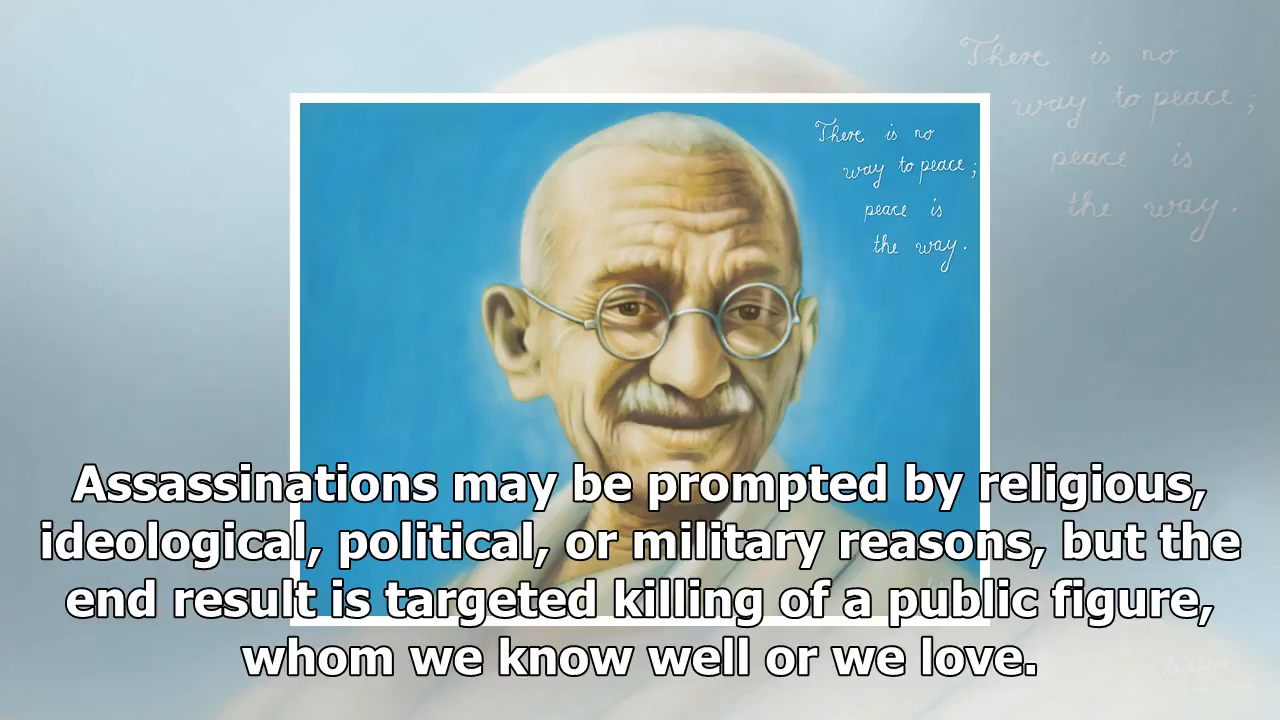 There is no
way to peace;
peace is
the way.
There is no
way to peace;
peace is
the way.
Assassinations may be prompted by religious,
ideological, political, or military reasons, but the
end result is targeted killing of a public figure,
whom we know well or we love.